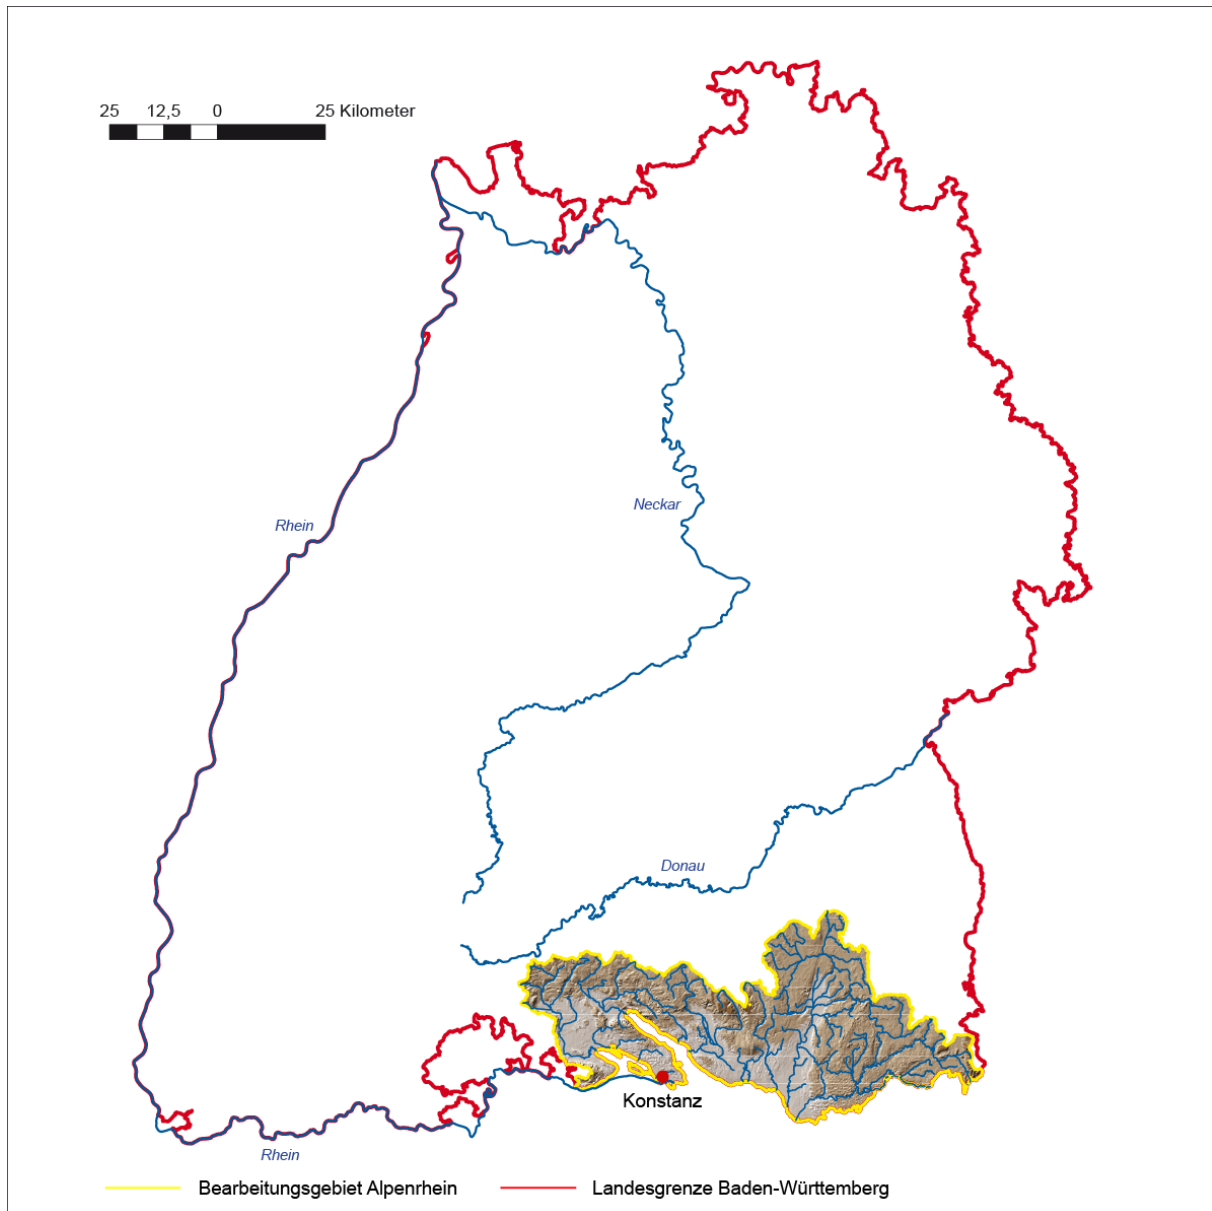 25 12,5 0 25 Kilometer
Neckar
Rhein
Donau
Konstanz
Rhein
Bearbeitungsgebiet Alpenrhein
Landesgrenze Baden-Württemberg